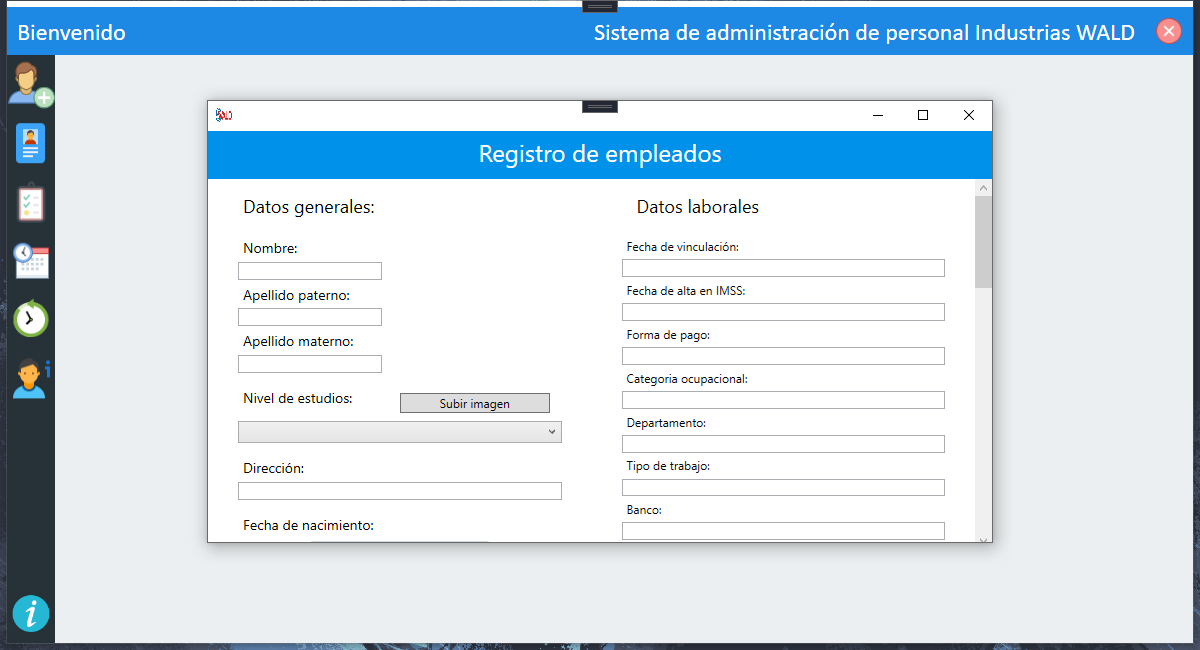 Bienvenido
Sistema de administración de personal Industrias WALD
Registro de empleados
Datos generales:
Nombre:
Apellido paterno:
Apellido materno:
Nivel de estudios:
Subir imagen
Dirección:
Fecha de nacimiento:
Datos laborales
Fecha de vinculación:
Fecha de alta en IMSS:
Forma de pago:
Categoria ocupacional:
Departamento:
Tipo de trabajo:
Banco: